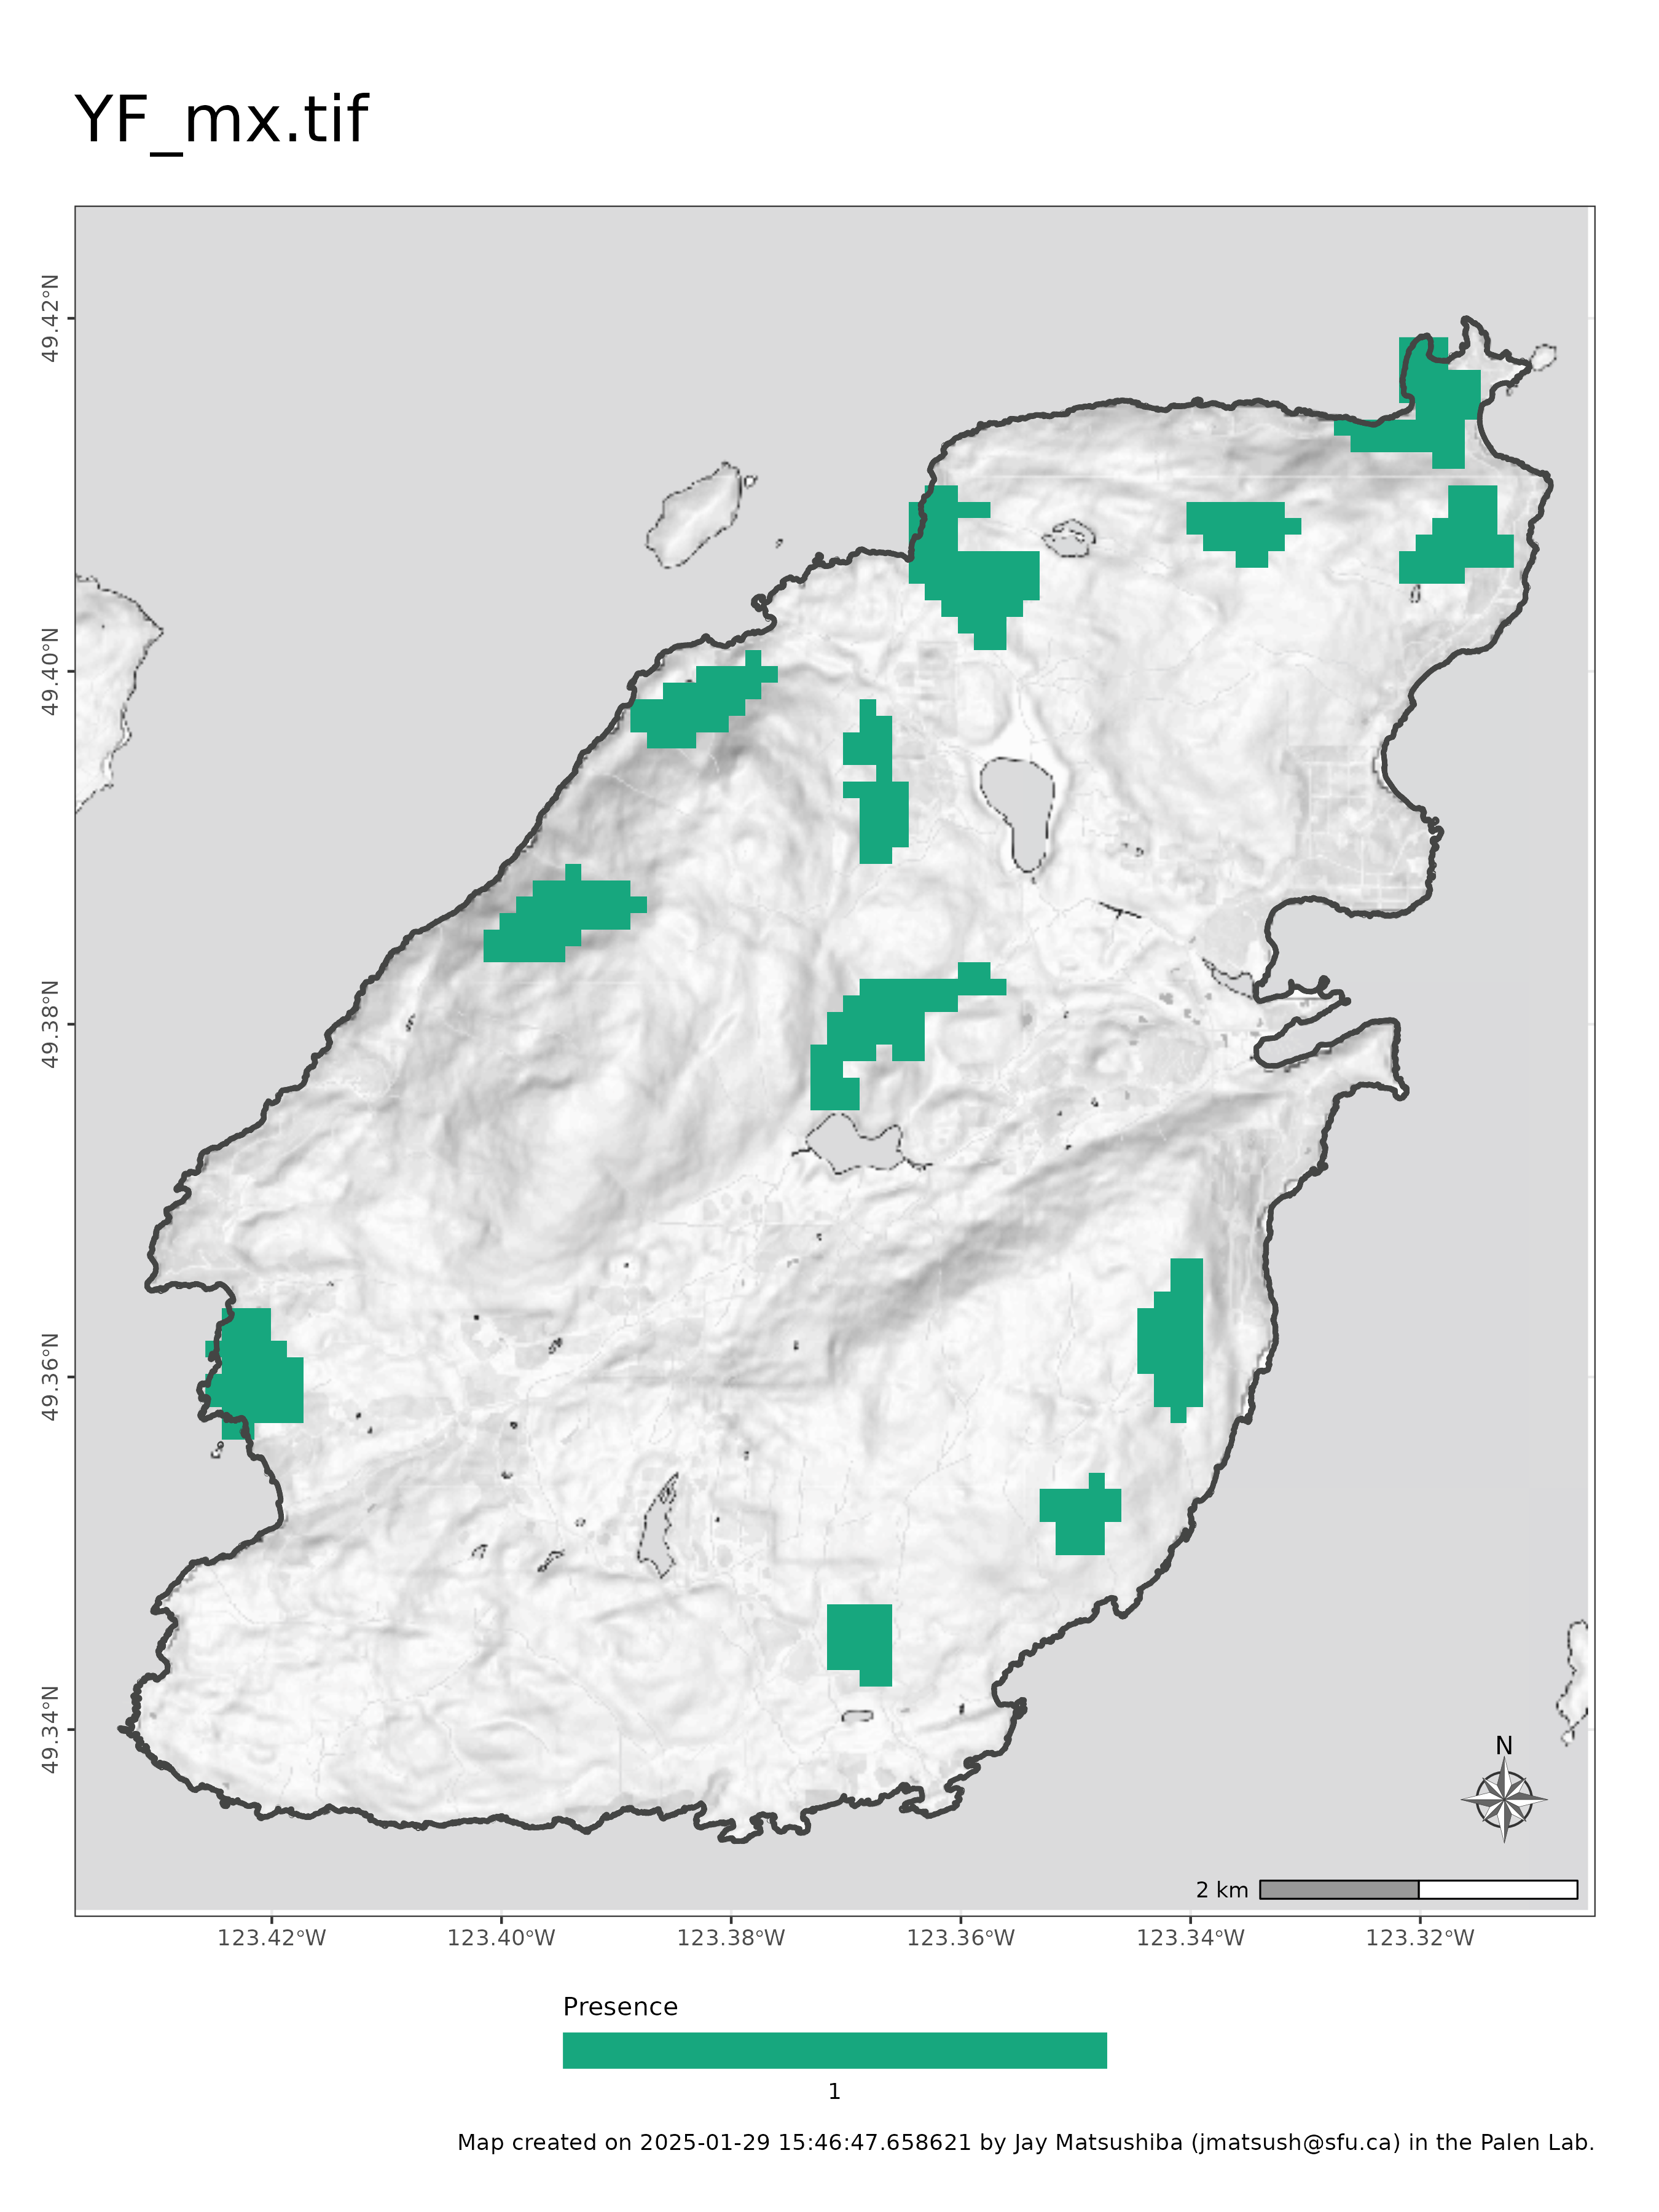 YF_mx.tif
49.42°N
49.40°N
49.38°N
49.36°N
49.34°N
N
2 km
123.42°W 123.40°W 123.38°W 123.36°W 123.34°W 123.32°W
Presence
1
Map created on 2025-01-29 15:46:47.658621 by Jay Matsushiba (jmatsush@sfu.ca) in the Palen Lab.